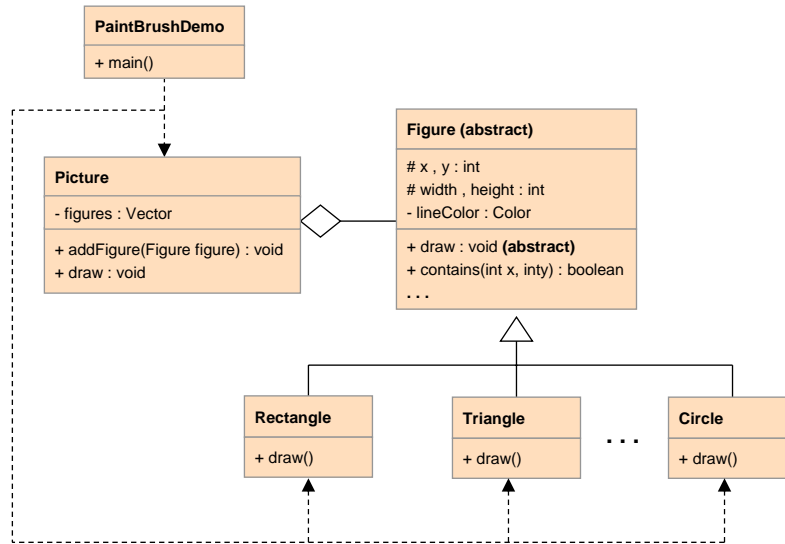 PaintBrushDemo
+ main()
Picture
- figures : Vector
+ addFigure(Figure figure) : void
+ draw : void
Figure (abstract)
# x , y : int
# width , height : int
- lineColor : Color
+ draw : void (abstract)
+ contains(int x, inty) : boolean
. . .
Rectangle
+ draw()
Triangle
+ draw()
. . .
Circle
+ draw()